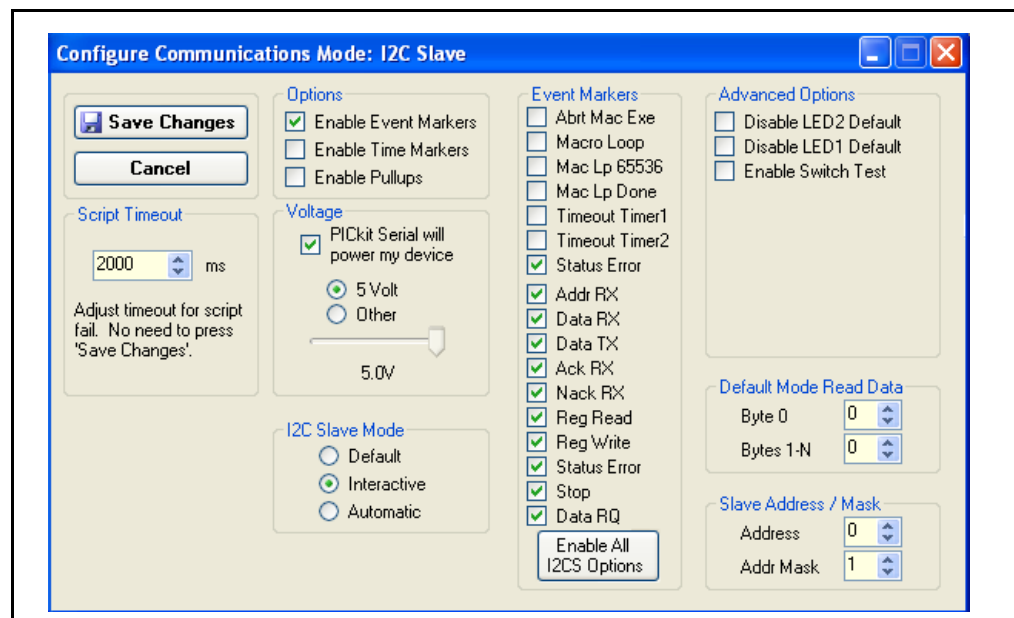 Configure Communications Mode: I2C Slave
Save Changes
Cancel
Script Timeout
2000 ms
Adjust timeout for script
fail. No need to press
'Save Changes'.
Options
Enable Event Markers
Enable Time Markers
Enable Pullups
Voltage
PICkit Serial will
power my device
5 Volt
Other
5.0V
I2C Slave Mode
Default
Interactive
Automatic
Event Markers
Abrt Mac Exe
Macro Loop
Mac Lp 65536
Mac Lp Done
Timeout Timer1
Timeout Timer2
Status Error
Addr RX
Data RX
Data TX
Ack RX
Nack RX
Reg Read
Reg Write
Status Error
Stop
Data RQ
Enable All
I2CS Options
Advanced Options
Disable LED2 Default
Disable LED1 Default
Enable Switch Test
Default Mode Read Data
Byte 0 0
Bytes 1-N 0
Slave Address / Mask
Address 0
Addr Mask 1